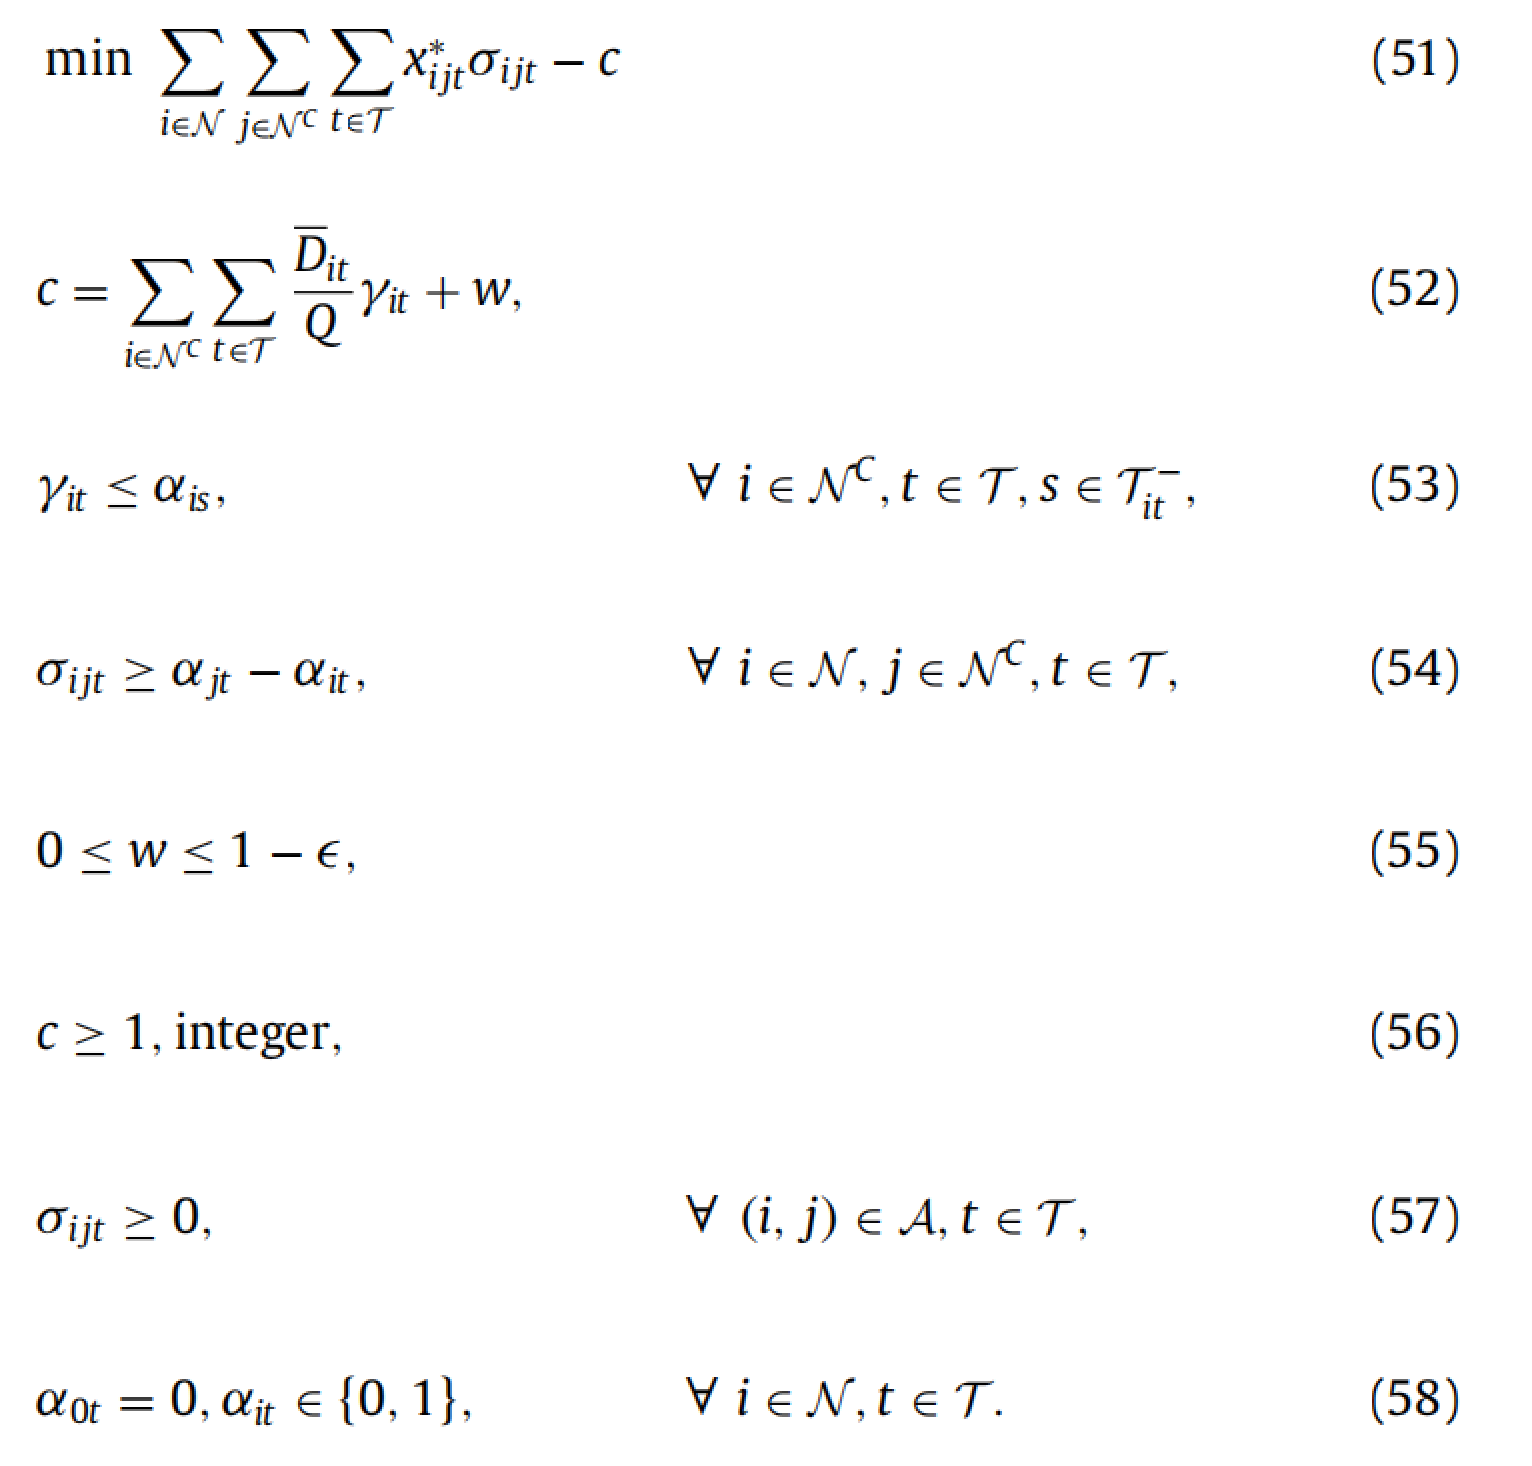 min ∑_{i∈𝒩} ∑_{j∈𝒩^C} ∑_{t∈𝒯} x^*_{ijt} σ_{ijt} − c (51)
c = ∑_{i∈𝒩^C} ∑_{t∈𝒯} \frac{\overline{D}_{it}}{Q} γ_{it} + w, (52)
γ_{it} ≤ α_{is}, ∀ i ∈ 𝒩^C, t ∈ 𝒯, s ∈ 𝒯^−_{it}, (53)
σ_{ijt} ≥ α_{jt} − α_{it}, ∀ i ∈ 𝒩, j ∈ 𝒩^C, t ∈ 𝒯, (54)
0 ≤ w ≤ 1 − ϵ, (55)
c ≥ 1, integer, (56)
σ_{ijt} ≥ 0, ∀ (i, j) ∈ 𝒜, t ∈ 𝒯, (57)
α_{0t} = 0, α_{it} ∈ {0, 1}, ∀ i ∈ 𝒩, t ∈ 𝒯. (58)